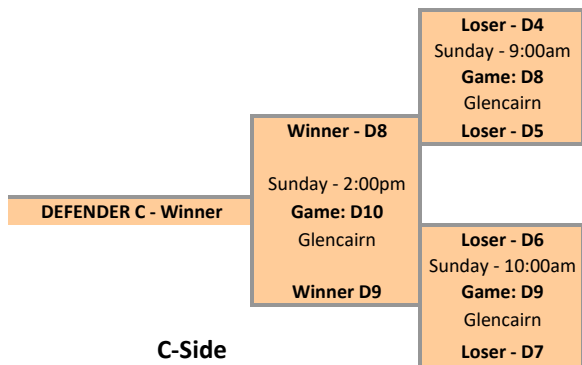 Loser - D4
Sunday - 9:00am
Game: D8
Glencairn
Loser - D5
Winner - D8
Sunday - 2:00pm
Game: D10
Glencairn
Winner D9
DEFENDER C - Winner
Loser - D6
Sunday - 10:00am
Game: D9
Glencairn
Loser - D7
C-Side